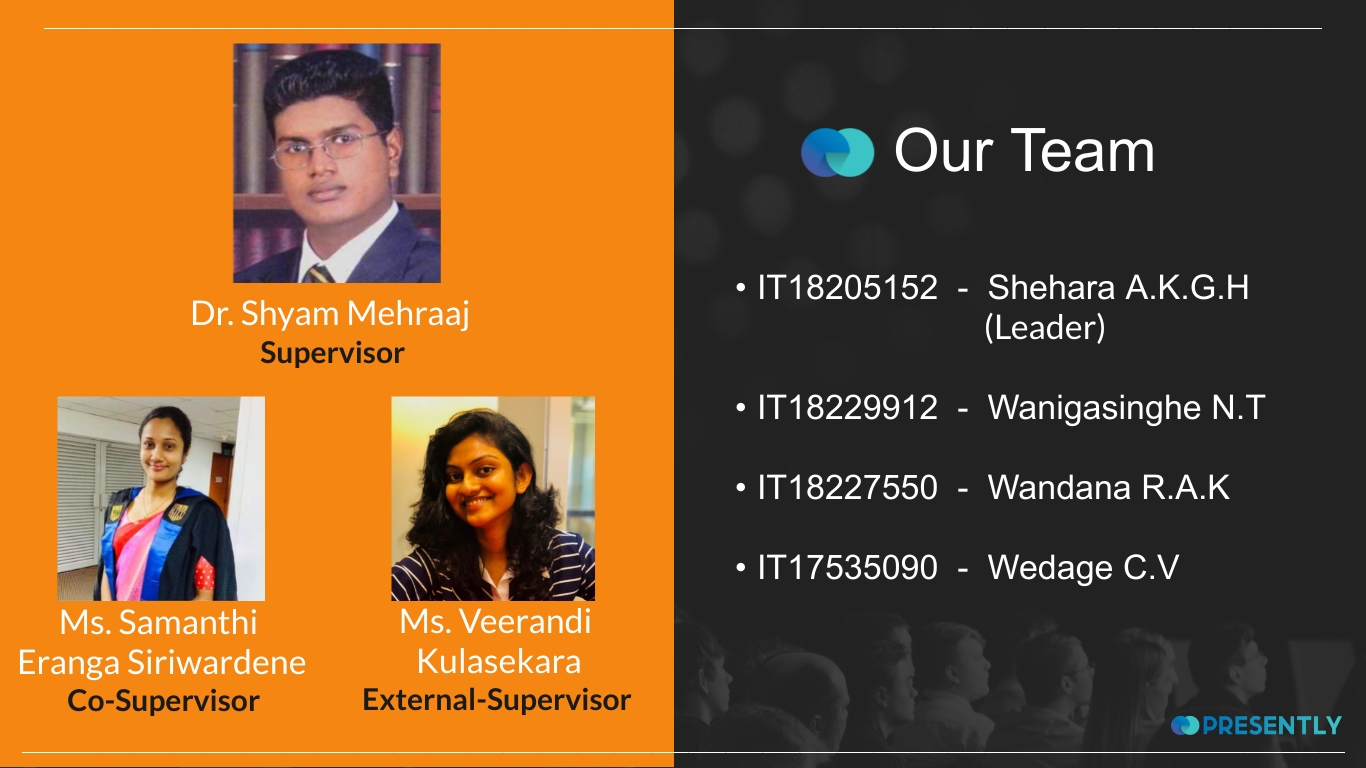 Dr. Shyam Mehraaj
Supervisor
Ms. Samanthi
Eranga Siriwardene
Co-Supervisor
Ms. Veerandi
Kulasekara
External-Supervisor
Our Team
• IT18205152 - Shehara A.K.G.H
(Leader)
• IT18229912 - Wanigasinghe N.T
• IT18227550 - Wandana R.A.K
• IT17535090 - Wedage C.V
PRESENTLY